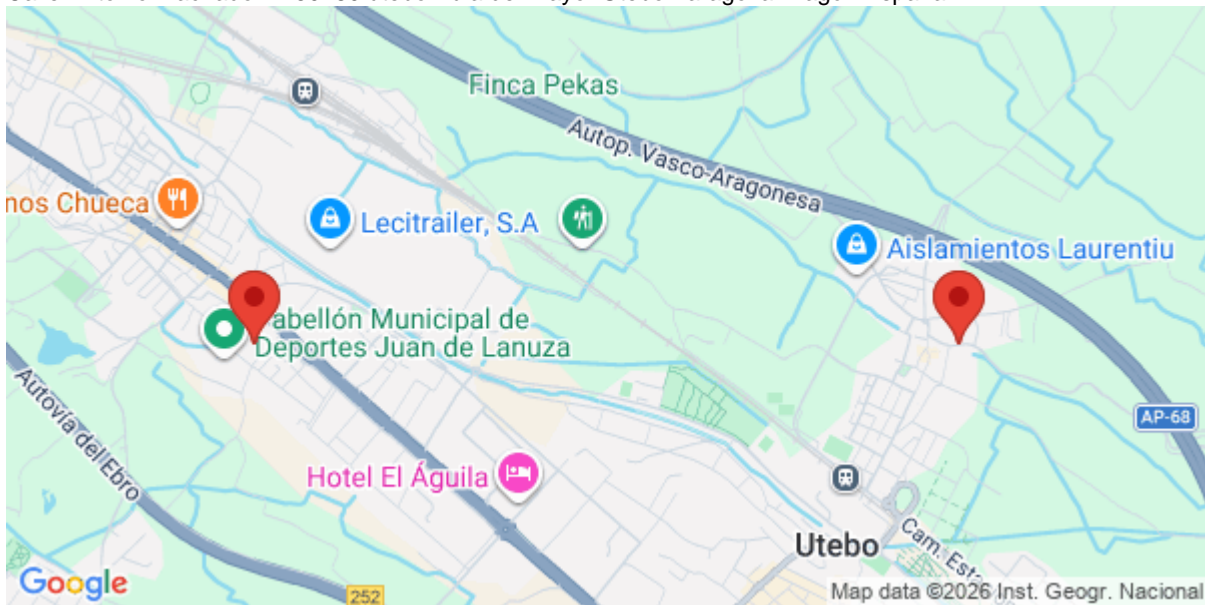 Finca Pekas
Autop. Vasco-Aragonesa
nos Chueca
Lecitrailer, S.A
Aislamientos Laurentiu
abellón Municipal de
Deportes Juan de Lanuza
Autovía del Ebro
AP-68
Hotel El Águila
Utebo
Cam. Esta
252
Google
Map data ©2026 Inst. Geogr. Nacional